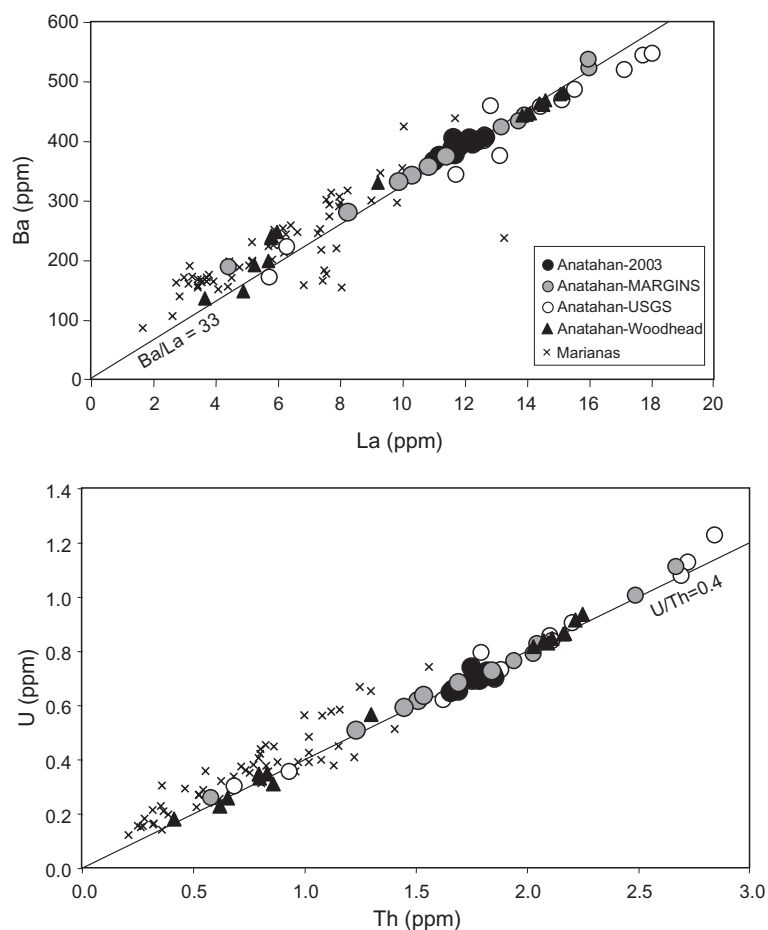 600
500
400
300
200
100
0
Ba (ppm)
Ba/La = 33
Anatahan-2003
Anatahan-MARGINS
Anatahan-USGS
Anatahan-Woodhead
Marianas
0 2 4 6 8 10 12 14 16 18 20
La (ppm)
1.4
1.2
1.0
0.8
0.6
0.4
0.2
0.0
U (ppm)
U/Th=0.4
0.0 0.5 1.0 1.5 2.0 2.5 3.0
Th (ppm)